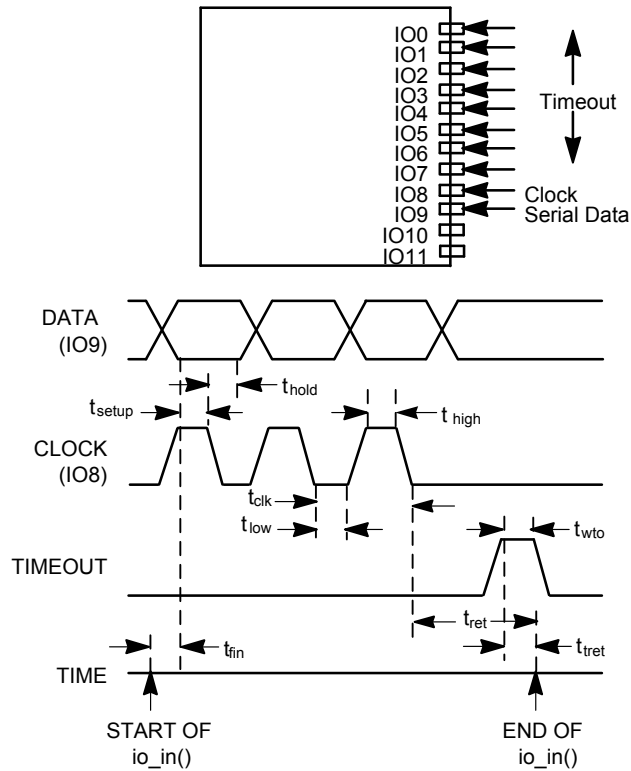 IO0
IO1
IO2
IO3
IO4
IO5
IO6
IO7
IO8
IO9
IO10
IO11
Timeout
Clock
Serial Data
DATA
(IO9)
tsetup
thold
thigh
CLOCK
(IO8)
tclk
tlow
twto
TIMEOUT
tret
tfin
ttret
TIME
START OF
io_in()
END OF
io_in()